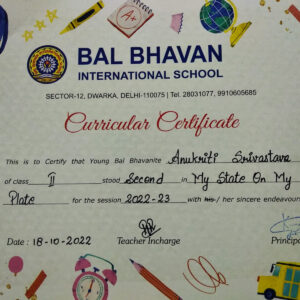 BAL BHAVAN
INTERNATIONAL SCHOOL
SECTOR-12, DWARKA, DELHI-110075 | Tel. 28031077, 9910605685
Curricular Certificate
This is to Certify that Young Bal Bhavanite Anukriti Srivastava
of class II stood Second in My State On My
Plate for the session 2022-23 with his/ her sincere endeavour
Date : 18-10-2022 Teacher Incharge Princip
A+